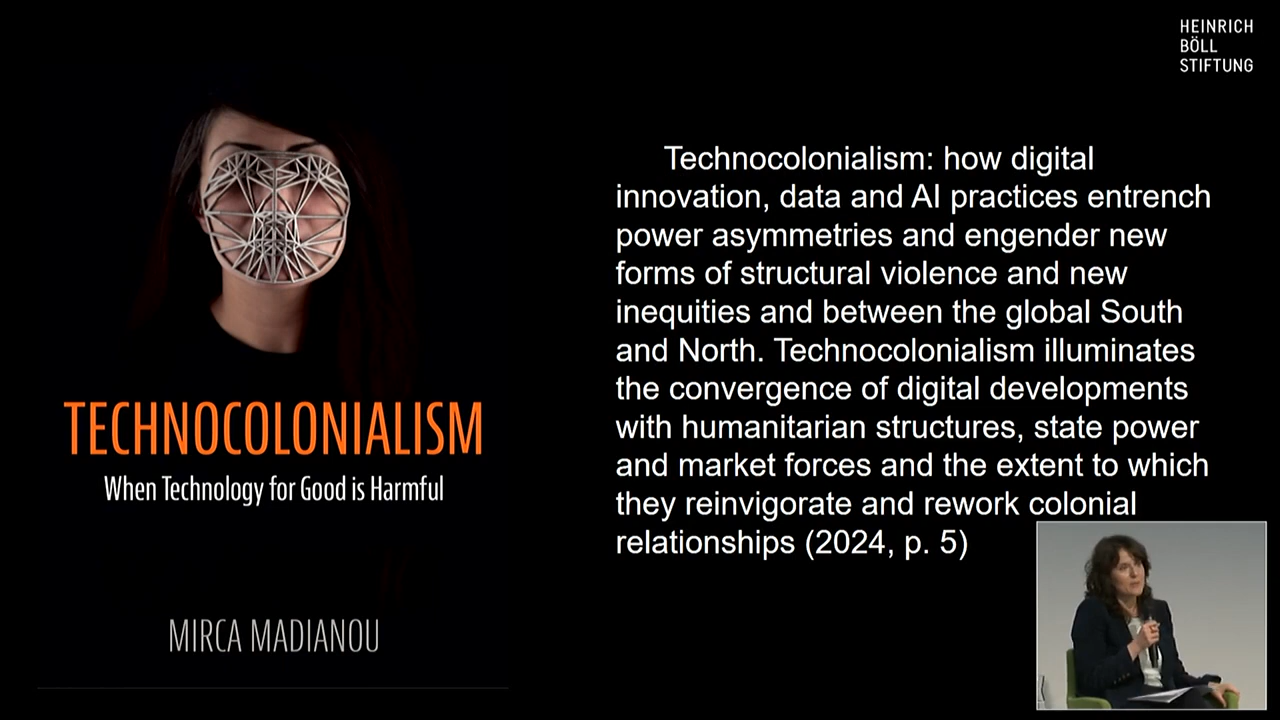 HEINRICH
BÖLL
STIFTUNG
TECHNOCOLONIALISM
When Technology for Good is Harmful
MIRCA MADIANOU
Technocolonialism: how digital
innovation, data and AI practices entrench
power asymmetries and engender new
forms of structural violence and new
inequities and between the global South
and North. Technocolonialism illuminates
the convergence of digital developments
with humanitarian structures, state power
and market forces and the extent to which
they reinvigorate and rework colonial
relationships (2024, p. 5)